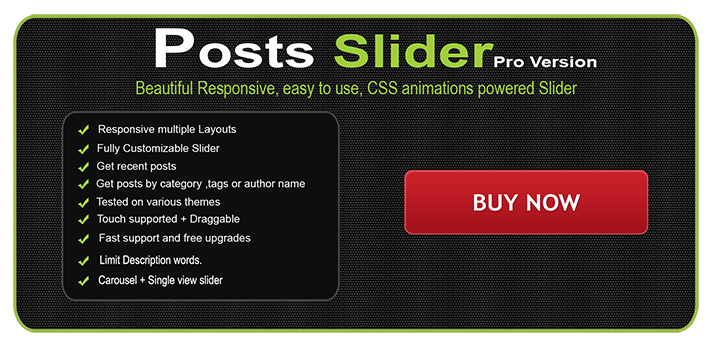 Posts Slider Pro Version
Beautiful Responsive, easy to use, CSS animations powered Slider
Responsive multiple Layouts
Fully Customizable Slider
Get recent posts
Get posts by category ,tags or author name
Tested on various themes
Touch supported + Draggable
Fast support and free upgrades
Limit Description words.
Carousel + Single view slider
BUY NOW